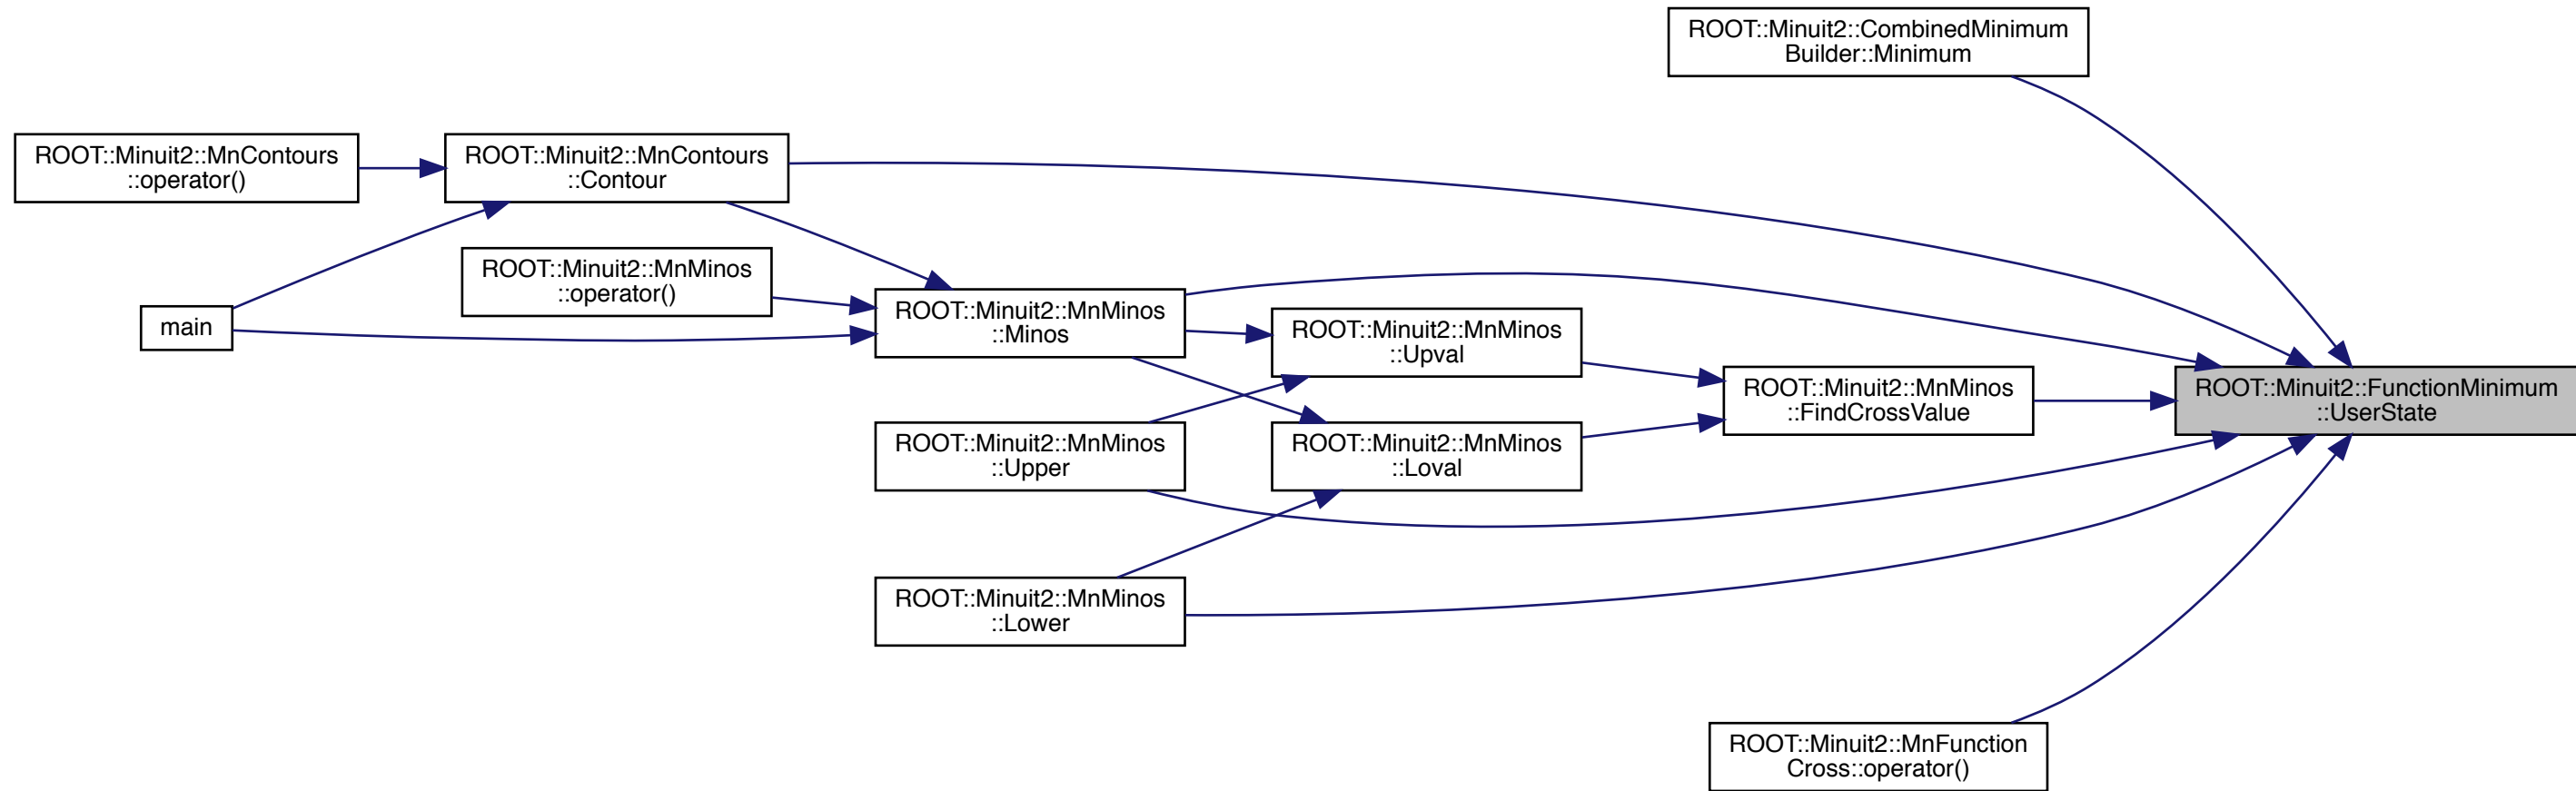 ROOT::Minuit2::CombinedMinimum
Builder::Minimum
ROOT::Minuit2::MnContours
::operator()
ROOT::Minuit2::MnContours
::Contour
ROOT::Minuit2::MnMinos
::operator()
main
ROOT::Minuit2::MnMinos
::Minos
ROOT::Minuit2::MnMinos
::Upval
ROOT::Minuit2::MnMinos
::FindCrossValue
ROOT::Minuit2::FunctionMinimum
::UserState
ROOT::Minuit2::MnMinos
::Upper
ROOT::Minuit2::MnMinos
::Loval
ROOT::Minuit2::MnMinos
::Lower
ROOT::Minuit2::MnFunction
Cross::operator()